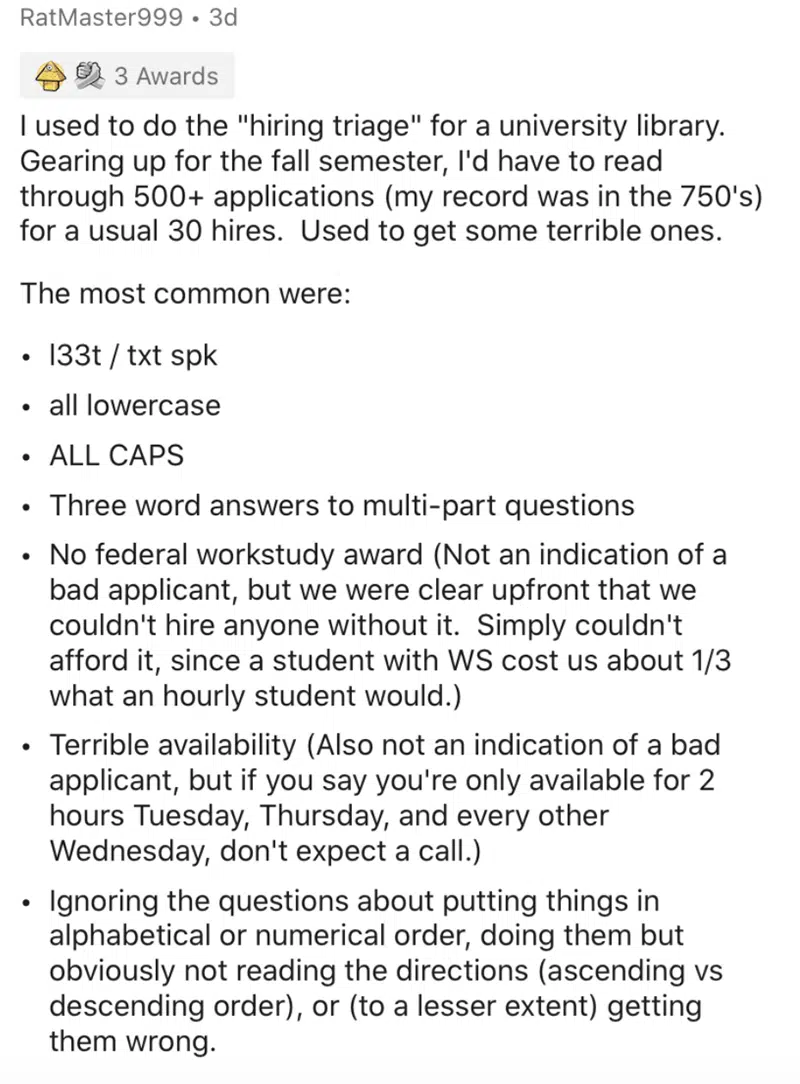 RatMaster999 • 3d
3 Awards
I used to do the "hiring triage" for a university library.
Gearing up for the fall semester, I'd have to read
through 500+ applications (my record was in the 750's)
for a usual 30 hires.  Used to get some terrible ones.
The most common were:
• l33t / txt spk
• all lowercase
• ALL CAPS
• Three word answers to multi-part questions
• No federal workstudy award (Not an indication of a
bad applicant, but we were clear upfront that we
couldn't hire anyone without it.  Simply couldn't
afford it, since a student with WS cost us about 1/3
what an hourly student would.)
• Terrible availability (Also not an indication of a bad
applicant, but if you say you're only available for 2
hours Tuesday, Thursday, and every other
Wednesday, don't expect a call.)
• Ignoring the questions about putting things in
alphabetical or numerical order, doing them but
obviously not reading the directions (ascending vs
descending order), or (to a lesser extent) getting
them wrong.